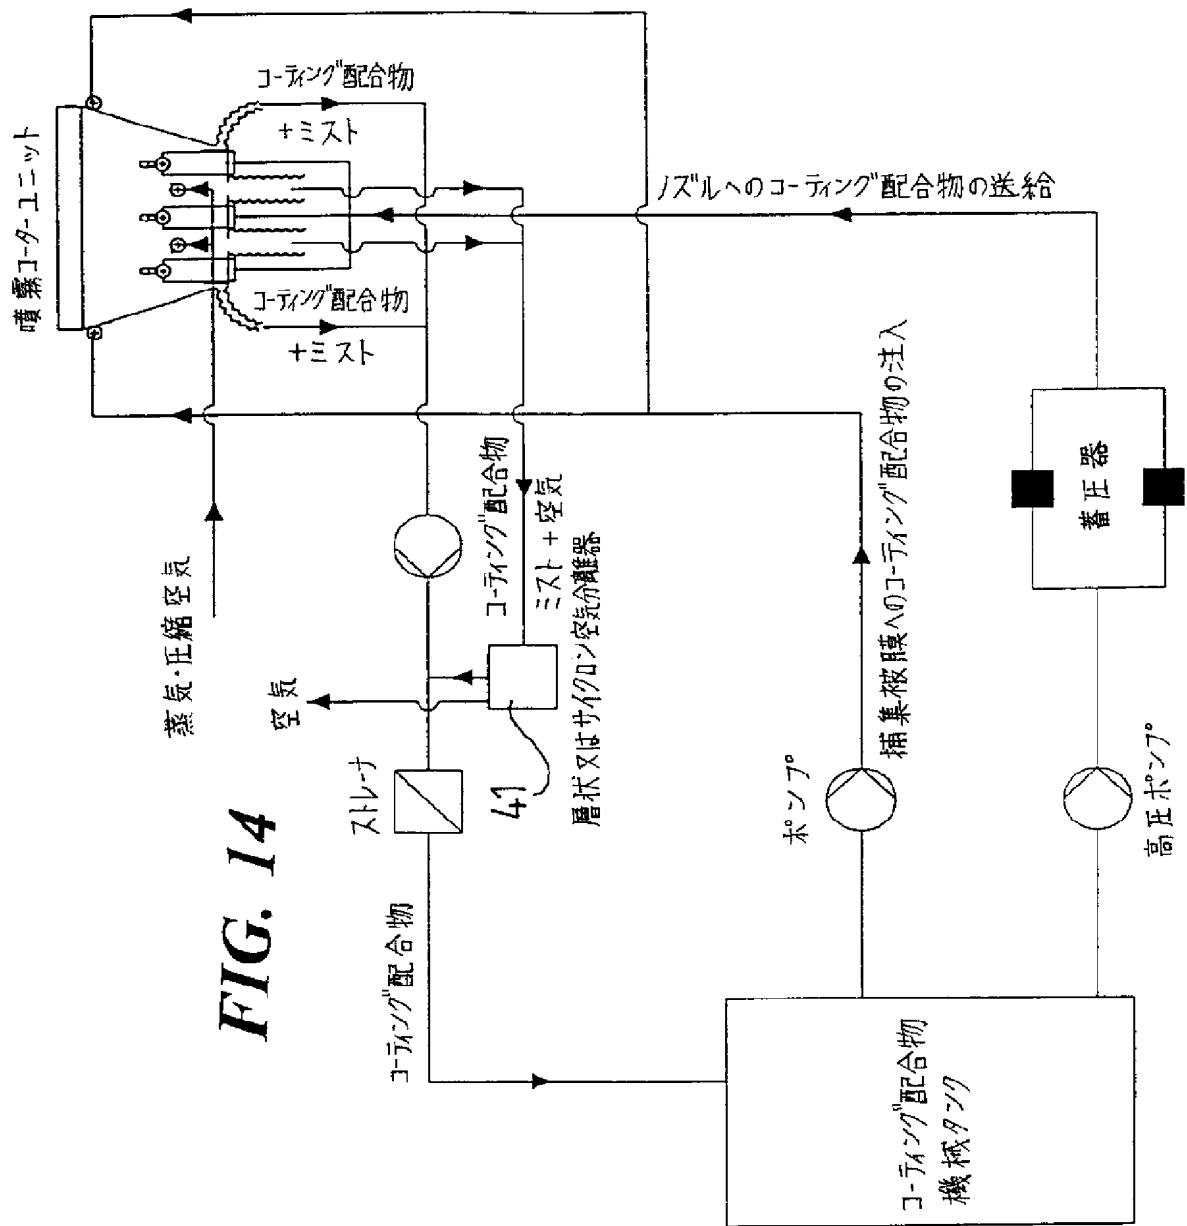 噴霧コーターユニット
コーティング配合物
+ミスト
コーティング配合物
+ミスト
ノズルへのコーティング配合物の送給
蒸気・圧縮空気
空気
コーティング配合物
ミスト+空気
層状又はサイクロン空気分離器
41
ストレーナ
捕集被膜へのコーティング配合物の注入
蓄圧器
ポンプ
高圧ポンプ
FIG. 14
コーティング配合物
コーティング配合物
機械タンク